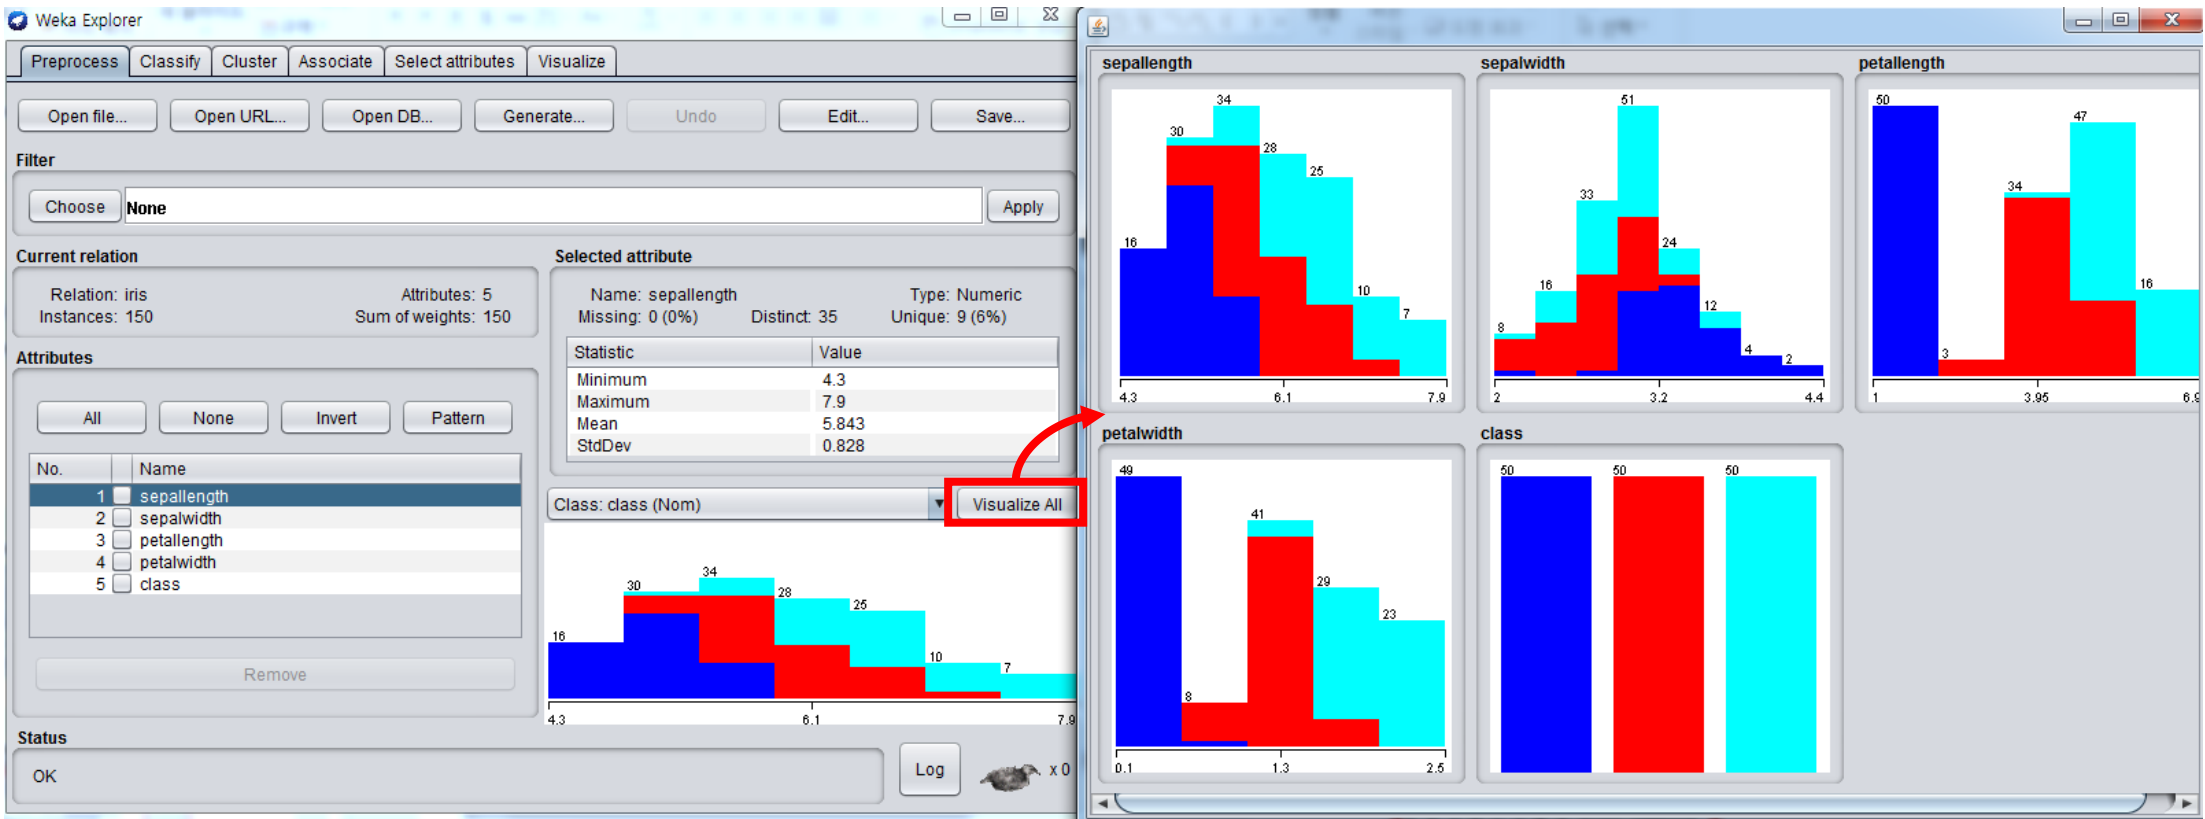 Weka Explorer
Preprocess Classify Cluster Associate Select attributes Visualize
Open file... Open URL... Open DB... Generate... Undo Edit... Save...
Filter
Choose None Apply
Current relation
Relation: iris Attributes: 5
Instances: 150 Sum of weights: 150
Selected attribute
Name: sepallength Type: Numeric
Missing: 0 (0%) Distinct: 35 Unique: 9 (6%)
Statistic Value
Minimum 4.3
Maximum 7.9
Mean 5.843
StdDev 0.828
Attributes
All None Invert Pattern
No. Name
1 sepallength
2 sepalwidth
3 petallength
4 petalwidth
5 class
Remove
Class: class (Nom) Visualize All
16 30 34 28 25 10 7
4.3 6.1 7.9
Status
OK
Log x 0
sepallength
16 30 34 28 25 10 7
4.3 6.1 7.9
sepalwidth
8 16 33 51 24 12 4 2
2 3.2 4.4
petallength
50 3 34 47 16
1 3.95 6.9
petalwidth
49 8 41 29 23
0.1 1.3 2.5
class
50 50 50